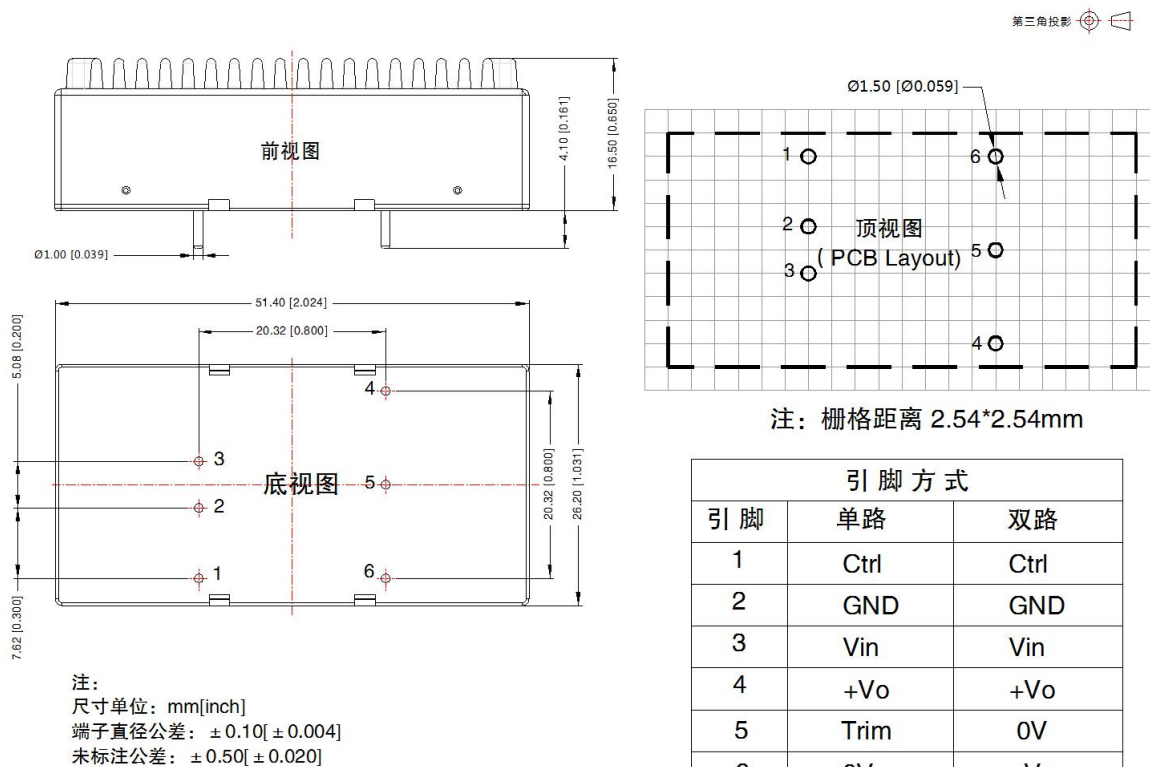 第三角投影
前视图
4.10 [0.161]
16.50 [0.650]
Ø1.00 [0.039]
51.40 [2.024]
20.32 [0.800]
5.08 [0.200]
7.62 [0.300]
4
3
底视图
5
2
1
6
20.32 [0.800]
26.20 [1.031]
注：
尺寸单位：mm[inch]
端子直径公差：±0.10[±0.004]
未标注公差：±0.50[±0.020]
Ø1.50 [Ø0.059]
1
6
2
顶视图
( PCB Layout)
5
3
4
注：栅格距离 2.54*2.54mm
引脚方式
引脚 单路 双路
1 Ctrl Ctrl
2 GND GND
3 Vin Vin
4 +Vo +Vo
5 Trim 0V